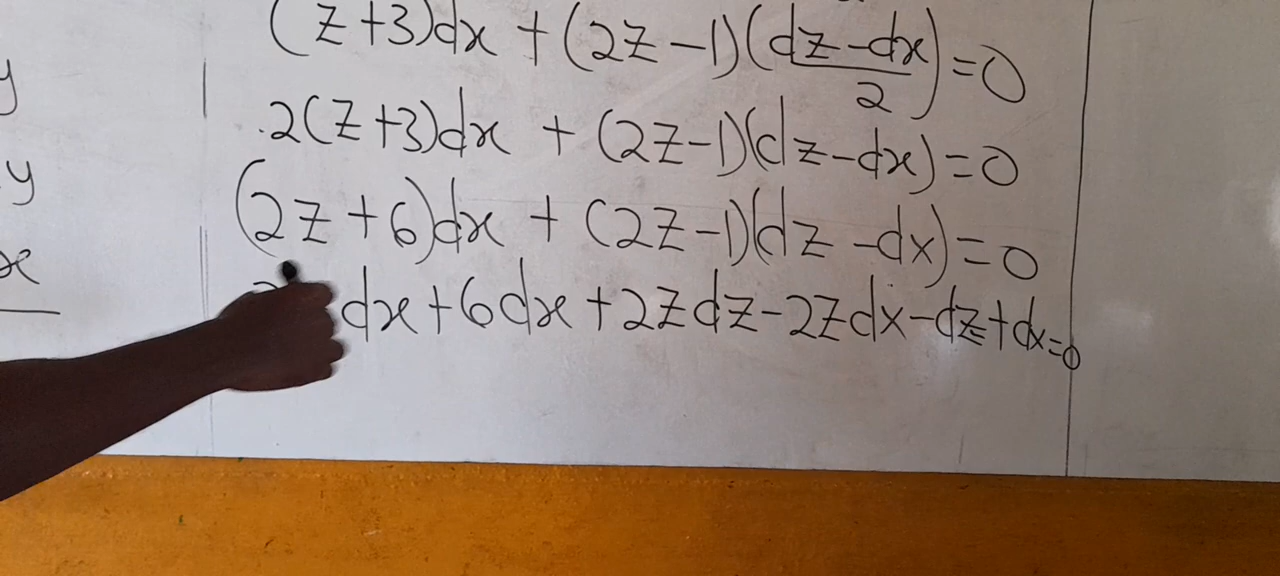 y
y
x
(z+3)dx + (2z-1)(dz-dx/2)=0
2(z+3)dx + (2z-1)(dz-dx)=0
(2z+6)dx + (2z-1)(dz-dx)=0
dx+6dx+2zdz-2zdx-dz+dx=0